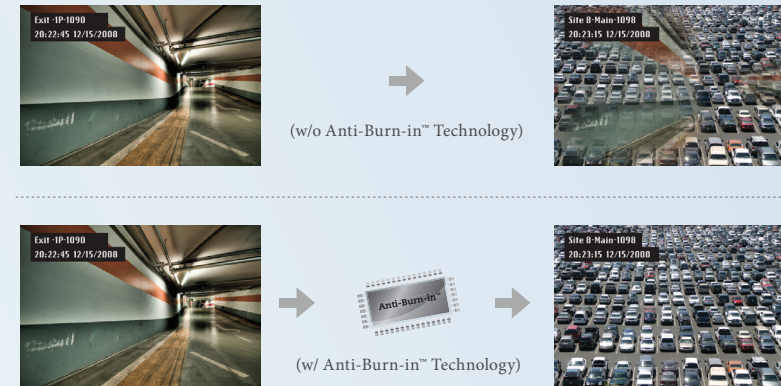 Exit -1P-1090
20:22:45 12/15/2008
Site 8-Main-1098
20:23:15 12/15/2008
(w/o Anti-Burn-in™ Technology)
Exit -1P-1090
20:22:45 12/15/2008
Site 8-Main-1098
20:23:15 12/15/2008
Anti-Burn-in™
(w/ Anti-Burn-in™ Technology)